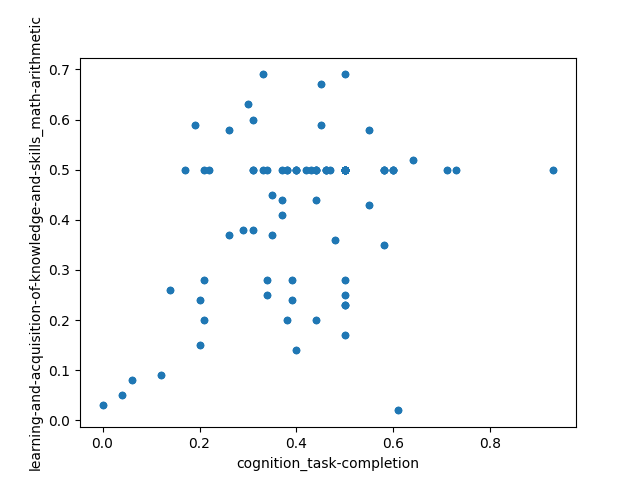 learning-and-acquisition-of-knowledge-and-skills_math-arithmetic
0.7
0.6
0.5
0.4
0.3
0.2
0.1
0.0
0.0 0.2 0.4 0.6 0.8
cognition_task-completion